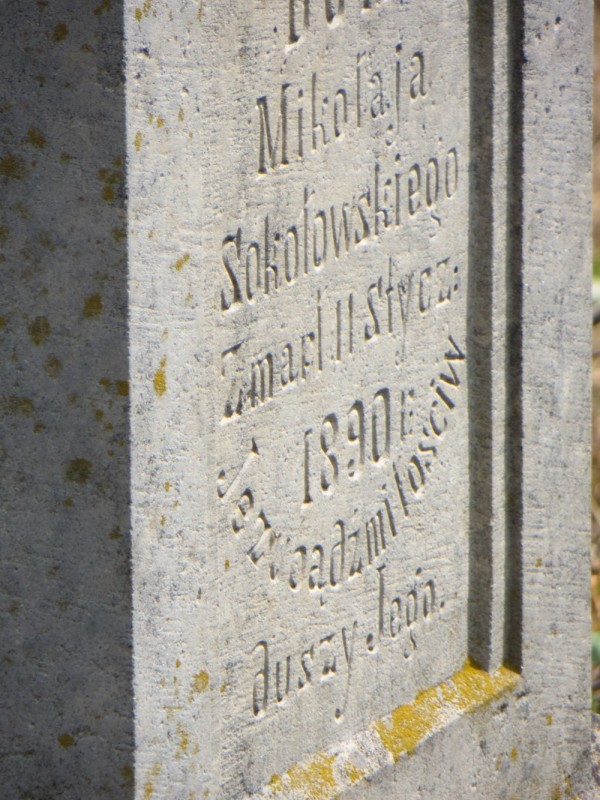 Mikołaja
Sokołowskiego
Zmarł 11 Stycz:
1890 r.
Jezu bądź miłościw
duszy Jego.